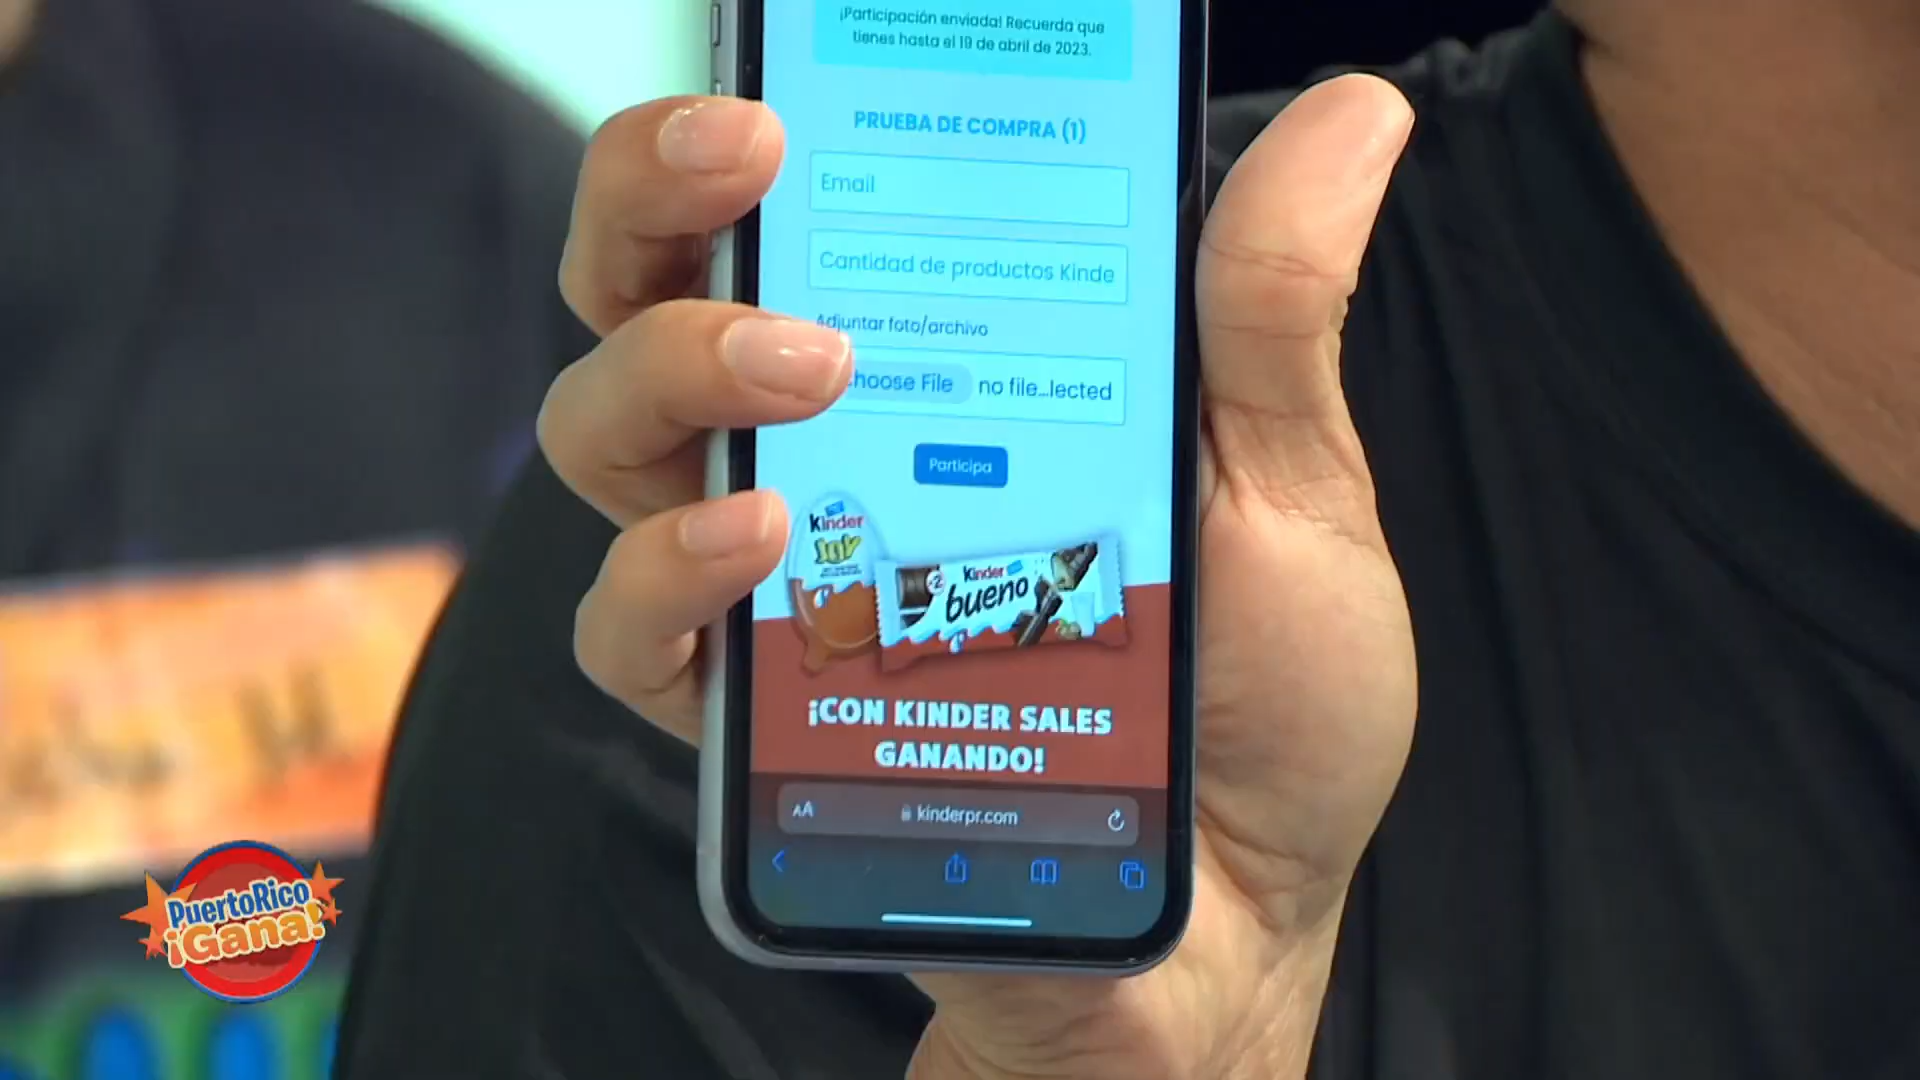 ¡Participación enviada! Recuerda que
tienes hasta el 19 de abril de 2023.
PRUEBA DE COMPRA (1)
Email
Cantidad de productos Kinde
Adjuntar foto/archivo
hoose File no file...lected
Participa
kinder
Joy
kinder
bueno
x2
¡CON KINDER SALES
GANANDO!
AA kinderpr.com
PuertoRico
¡Gana!